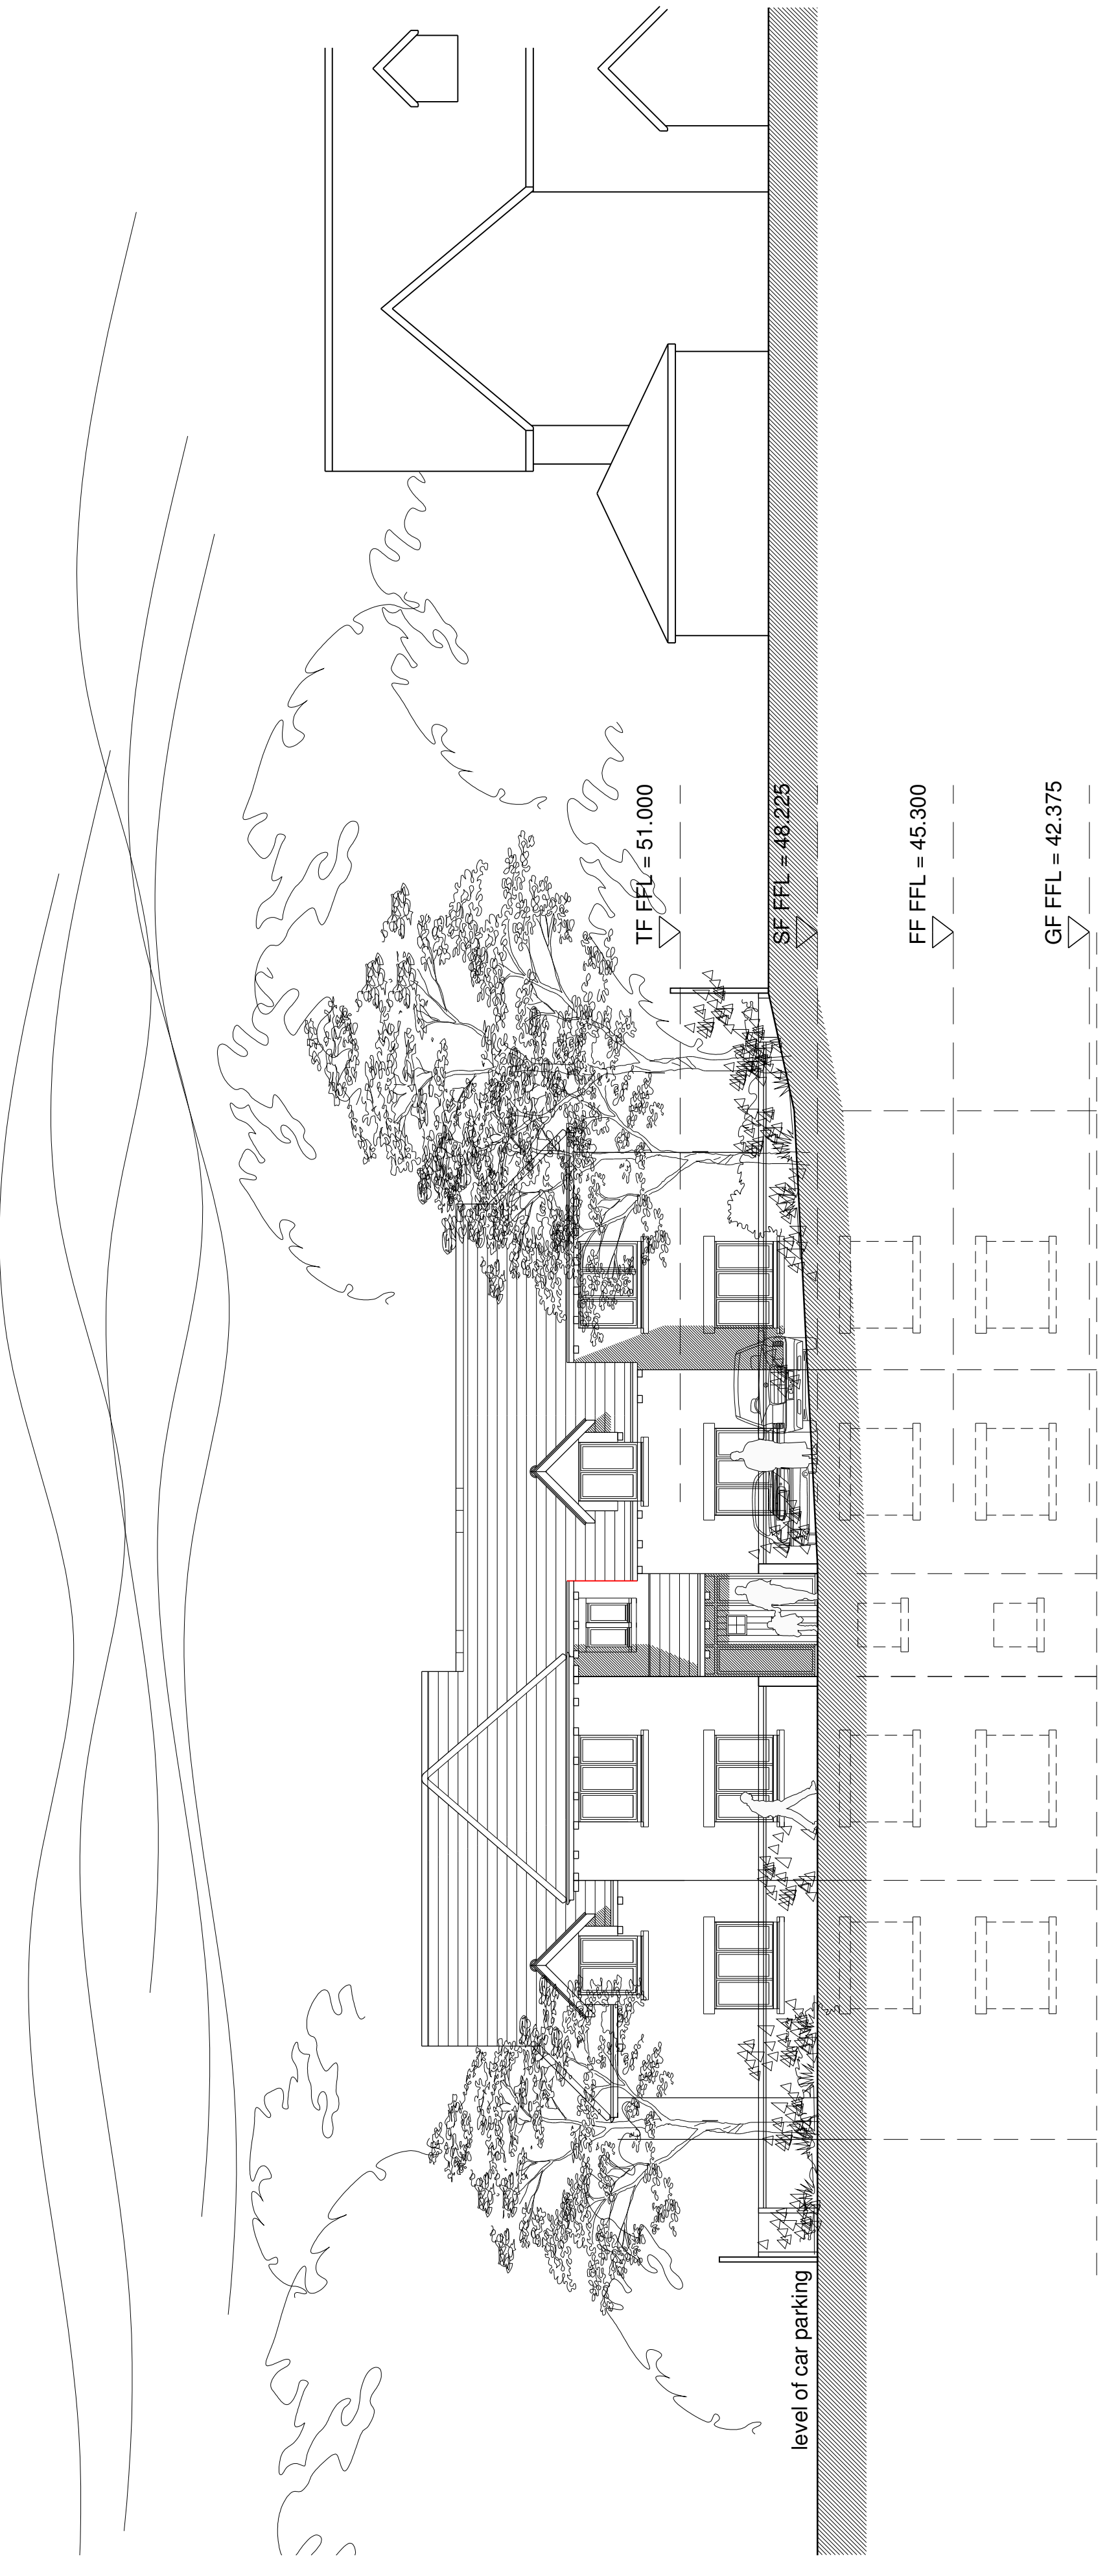 TF FFL = 51.000
SF FFL = 48.225
FF FFL = 45.300
GF FFL = 42.375
level of car parking